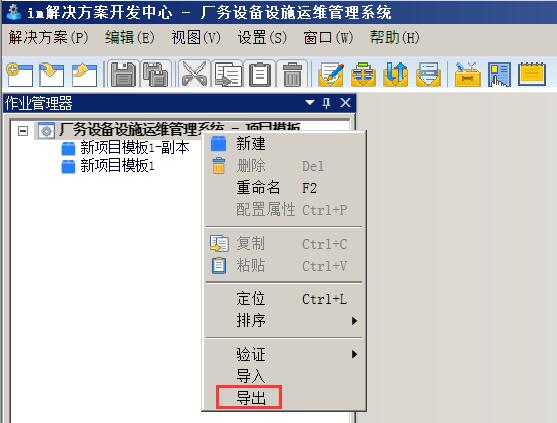 im解决方案开发中心 - 厂务设备设施运维管理系统
解决方案(P) 编辑(E) 视图(V) 设置(S) 窗口(W) 帮助(H)
作业管理器
厂务设备设施运维管理系统 - 项目模板
新项目模板1-副本
新项目模板1
新建
删除 Del
重命名 F2
配置属性 Ctrl+P
复制 Ctrl+C
粘贴 Ctrl+V
定位 Ctrl+L
排序
验证
导入
导出